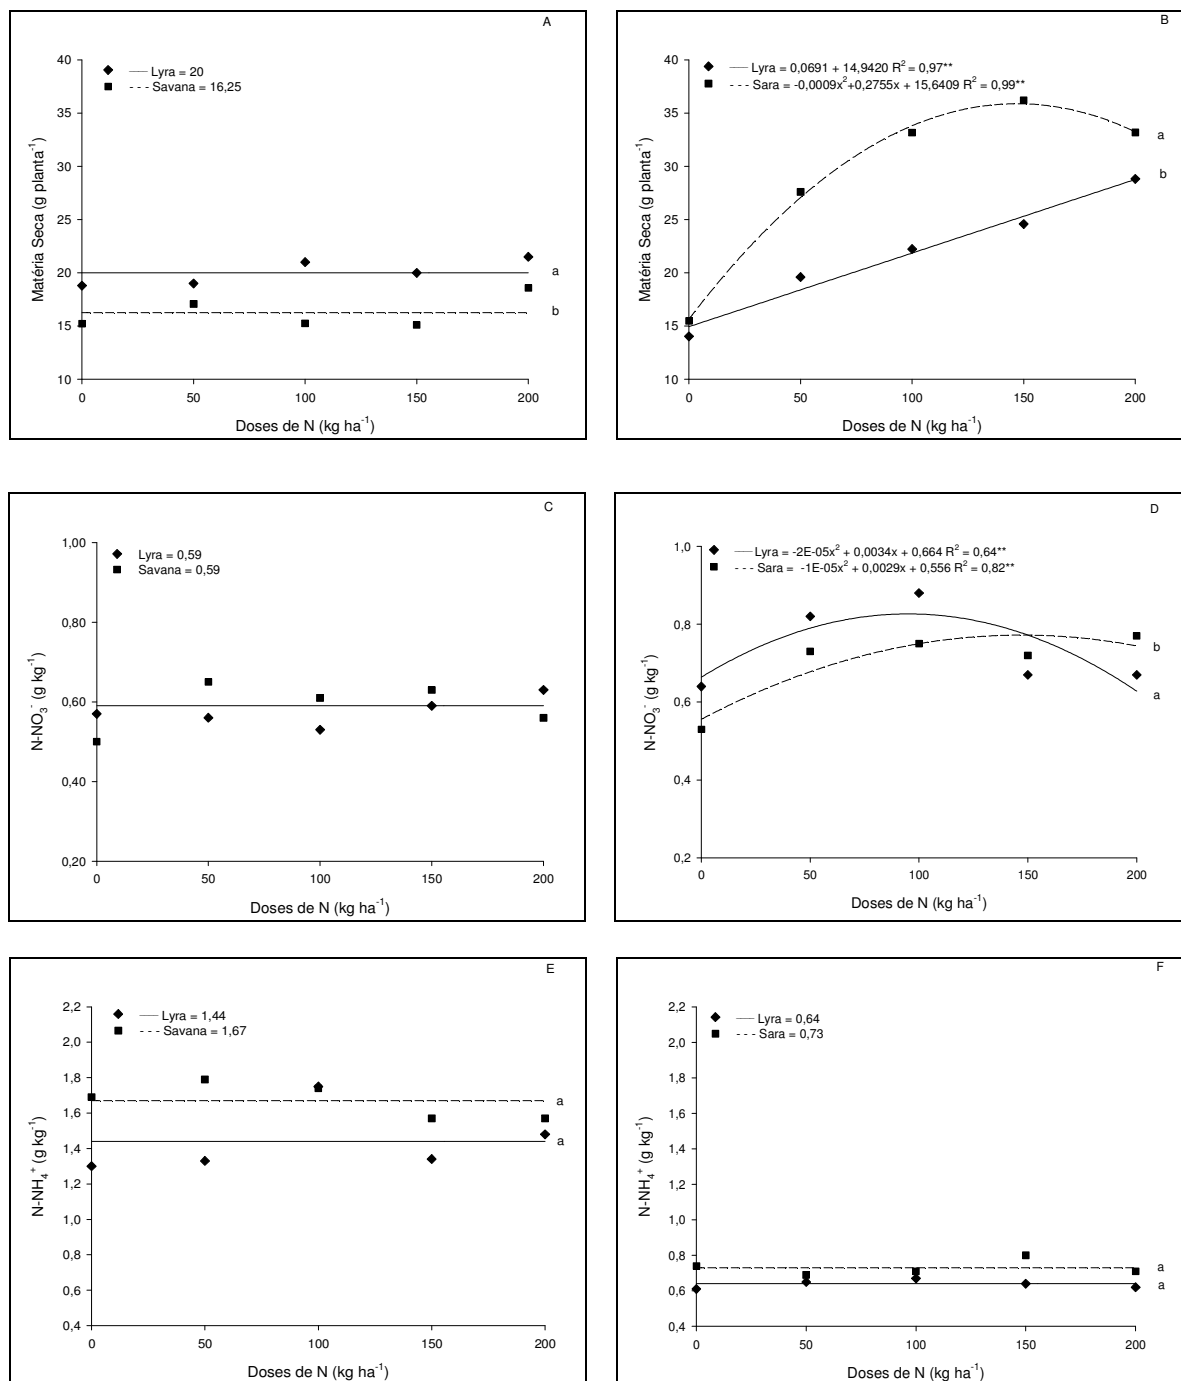 A
Lyra = 20
Savana = 16,25
40
35
30
25
20
15
10
a
b
0 50 100 150 200
Matéria Seca (g planta⁻¹)
Doses de N (kg ha⁻¹)
B
Lyra = 0,0691 + 14,9420 R² = 0,97**
Sara = -0,0009x²+0,2755x + 15,6409 R² = 0,99**
40
35
30
25
20
15
10
a
b
0 50 100 150 200
Matéria Seca (g planta⁻¹)
Doses de N (kg ha⁻¹)
C
Lyra = 0,59
Savana = 0,59
1,00
0,80
0,60
0,40
0,20
0 50 100 150 200
N-NO₃⁻ (g kg⁻¹)
Doses de N (kg ha⁻¹)
D
Lyra = -2E-05x² + 0,0034x + 0,664 R² = 0,64**
Sara = -1E-05x² + 0,0029x + 0,556 R² = 0,82**
1,0
0,8
0,6
0,4
0,2
b
a
0 50 100 150 200
N-NO₃⁻ (g kg⁻¹)
Doses de N (kg ha⁻¹)
E
Lyra = 1,44
Savana = 1,67
2,2
2,0
1,8
1,6
1,4
1,2
1,0
0,8
0,6
0,4
a
a
0 50 100 150 200
N-NH₄⁺ (g kg⁻¹)
Doses de N (kg ha⁻¹)
F
Lyra = 0,64
Sara = 0,73
2,2
2,0
1,8
1,6
1,4
1,2
1,0
0,8
0,6
0,4
a
a
0 50 100 150 200
N-NH₄⁺ (g kg⁻¹)
Doses de N (kg ha⁻¹)